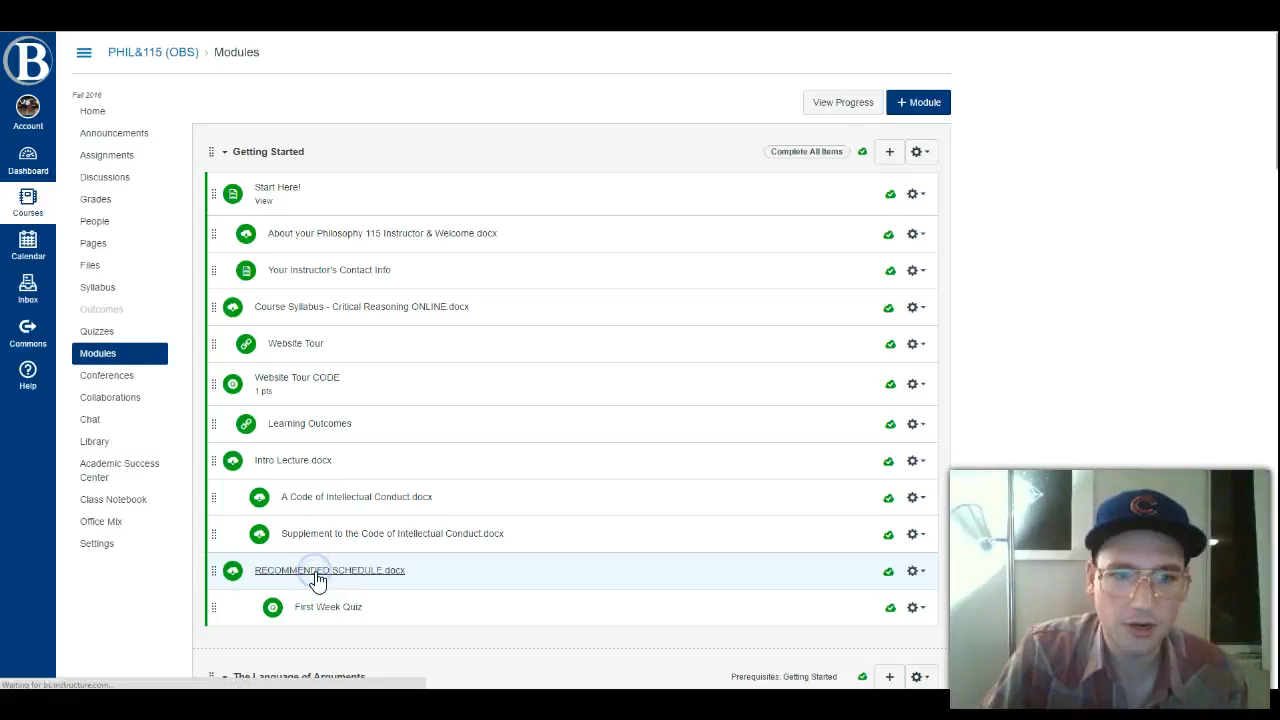 B
PHIL&115 (OBS) › Modules
Fall 2016
Account
Dashboard
Courses
Calendar
Inbox
Commons
Help
Home
Announcements
Assignments
Discussions
Grades
People
Pages
Files
Syllabus
Outcomes
Quizzes
Modules
Conferences
Collaborations
Chat
Library
Academic Success
Center
Class Notebook
Office Mix
Settings
View Progress
+ Module
Getting Started
Complete All Items
Start Here!
View
About your Philosophy 115 Instructor & Welcome.docx
Your Instructor's Contact Info
Course Syllabus - Critical Reasoning ONLINE.docx
Website Tour
Website Tour CODE
1 pts
Learning Outcomes
Intro Lecture.docx
A Code of Intellectual Conduct.docx
Supplement to the Code of Intellectual Conduct.docx
RECOMMENDED SCHEDULE.docx
First Week Quiz
The Language of Arguments
Prerequisites: Getting Started
Waiting for bc.instructure.com...
C